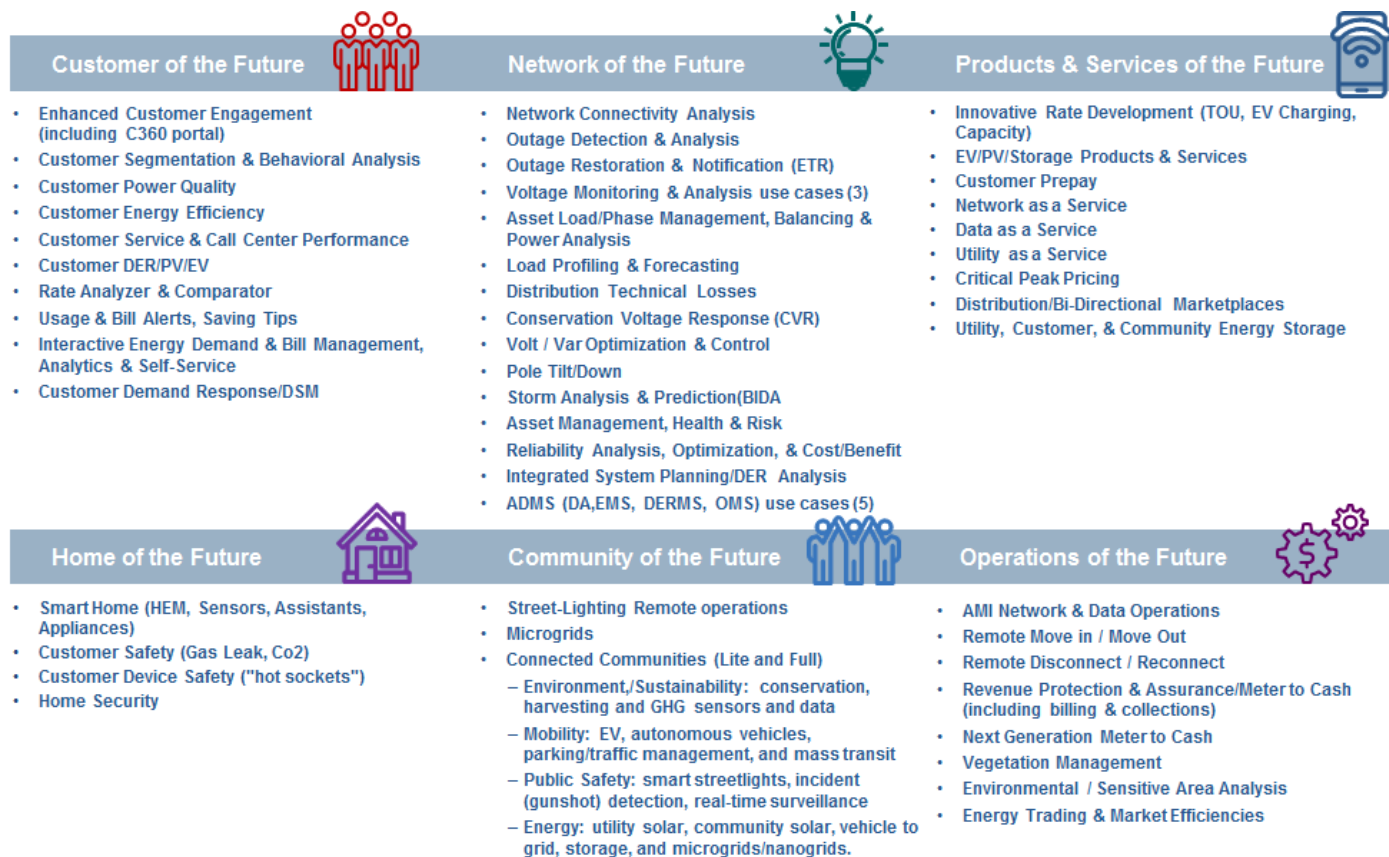 Customer of the Future
• Enhanced Customer Engagement
(including C360 portal)
• Customer Segmentation & Behavioral Analysis
• Customer Power Quality
• Customer Energy Efficiency
• Customer Service & Call Center Performance
• Customer DER/PV/EV
• Rate Analyzer & Comparator
• Usage & Bill Alerts, Saving Tips
• Interactive Energy Demand & Bill Management,
Analytics & Self-Service
• Customer Demand Response/DSM
Network of the Future
• Network Connectivity Analysis
• Outage Detection & Analysis
• Outage Restoration & Notification (ETR)
• Voltage Monitoring & Analysis use cases (3)
• Asset Load/Phase Management, Balancing &
Power Analysis
• Load Profiling & Forecasting
• Distribution Technical Losses
• Conservation Voltage Response (CVR)
• Volt / Var Optimization & Control
• Pole Tilt/Down
• Storm Analysis & Prediction(BIDA
• Asset Management, Health & Risk
• Reliability Analysis, Optimization, & Cost/Benefit
• Integrated System Planning/DER Analysis
• ADMS (DA,EMS, DERMS, OMS) use cases (5)
Products & Services of the Future
• Innovative Rate Development (TOU, EV Charging,
Capacity)
• EV/PV/Storage Products & Services
• Customer Prepay
• Network as a Service
• Data as a Service
• Utility as a Service
• Critical Peak Pricing
• Distribution/Bi-Directional Marketplaces
• Utility, Customer, & Community Energy Storage
Home of the Future
• Smart Home (HEM, Sensors, Assistants,
Appliances)
• Customer Safety (Gas Leak, Co2)
• Customer Device Safety ("hot sockets")
• Home Security
Community of the Future
• Street-Lighting Remote operations
• Microgrids
• Connected Communities (Lite and Full)
– Environment,/Sustainability: conservation,
harvesting and GHG sensors and data
– Mobility: EV, autonomous vehicles,
parking/traffic management, and mass transit
– Public Safety: smart streetlights, incident
(gunshot) detection, real-time surveillance
– Energy: utility solar, community solar, vehicle to
grid, storage, and microgrids/nanogrids.
Operations of the Future
$
• AMI Network & Data Operations
• Remote Move in / Move Out
• Remote Disconnect / Reconnect
• Revenue Protection & Assurance/Meter to Cash
(including billing & collections)
• Next Generation Meter to Cash
• Vegetation Management
• Environmental / Sensitive Area Analysis
• Energy Trading & Market Efficiencies